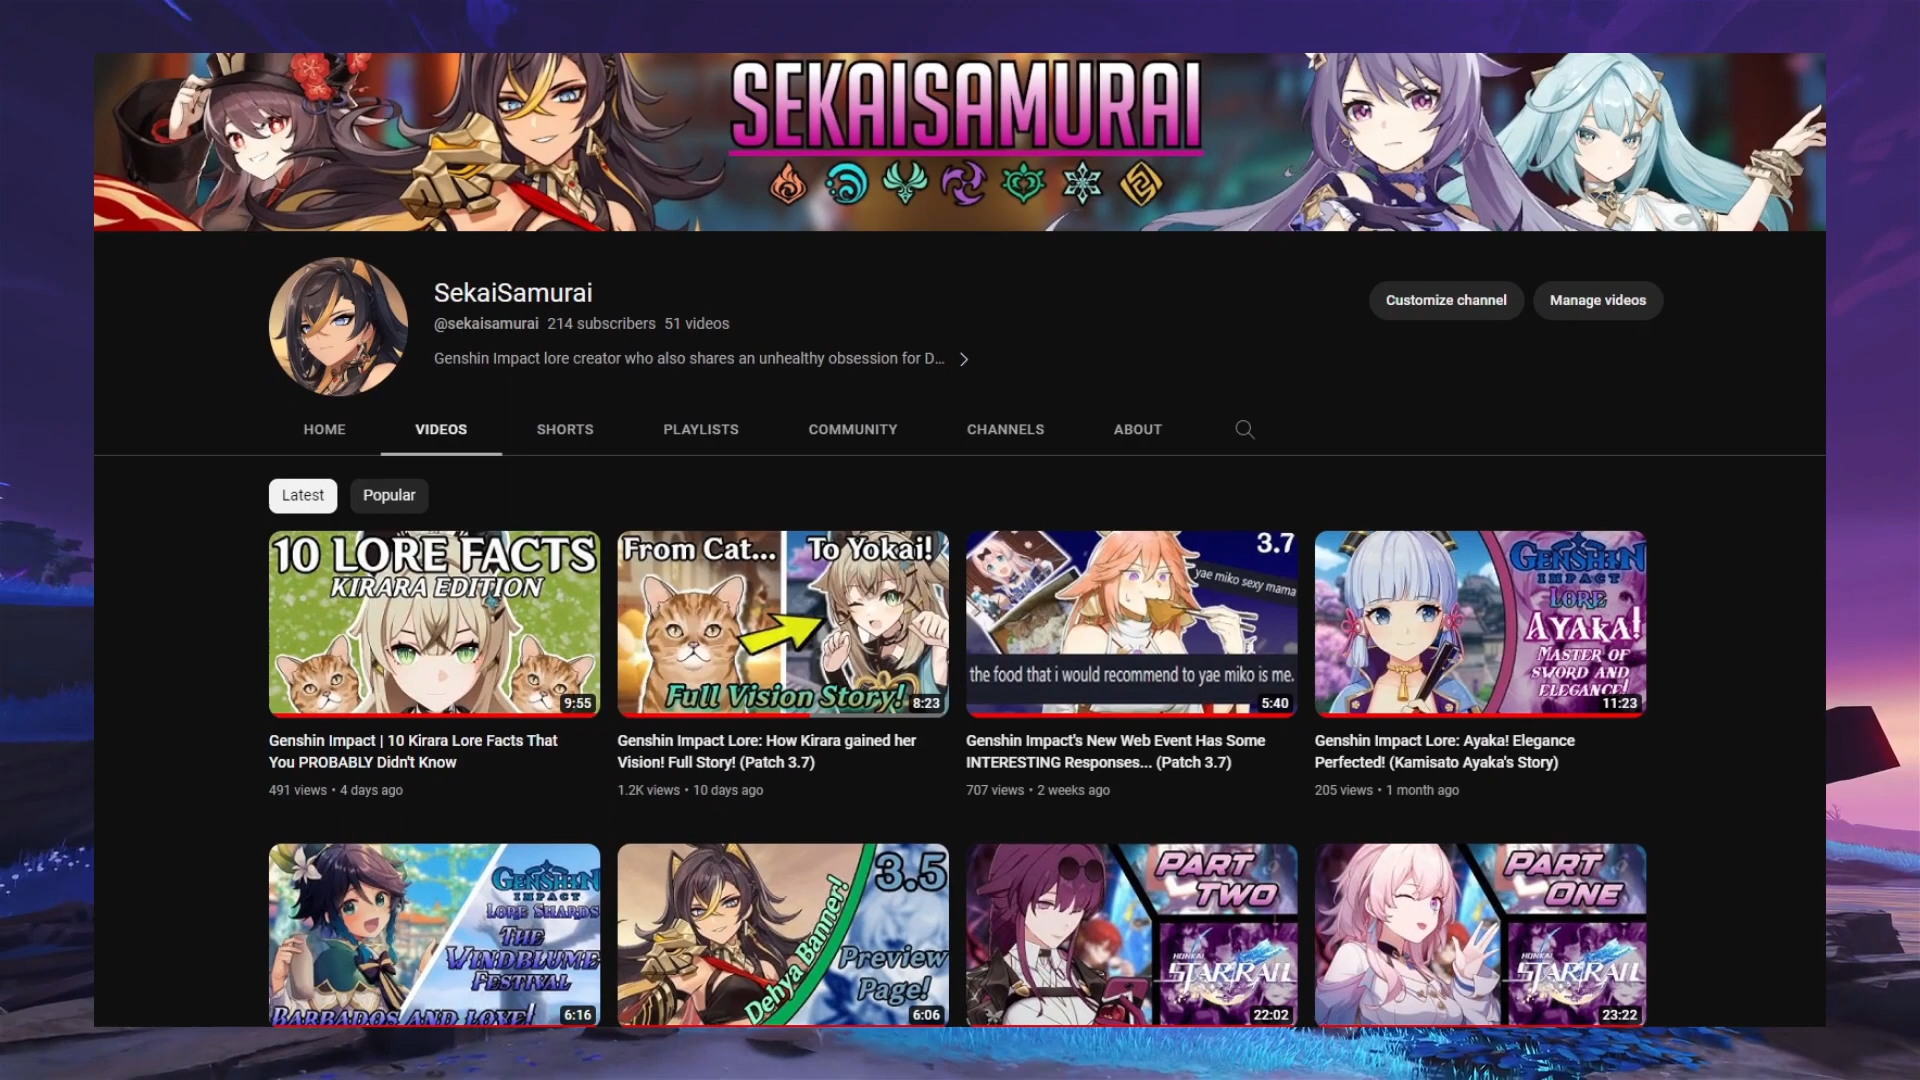 SEKAISAMURAI
SekaiSamurai
@sekaisamurai 214 subscribers 51 videos
Genshin Impact lore creator who also shares an unhealthy obsession for D...
Customize channel
Manage videos
HOME
VIDEOS
SHORTS
PLAYLISTS
COMMUNITY
CHANNELS
ABOUT
Latest
Popular
10 LORE FACTS
KIRARA EDITION
9:55
From Cat...
To Yokai!
Full Vision Story!
8:23
3.7
yae miko sexy mama
the food that i would recommend to yae miko is me.
5:40
GENSHIN
IMPACT
LORE
AYAKA!
MASTER OF
SWORD AND
ELEGANCE!
11:23
Genshin Impact | 10 Kirara Lore Facts That
You PROBABLY Didn't Know
491 views • 4 days ago
Genshin Impact Lore: How Kirara gained her
Vision! Full Story! (Patch 3.7)
1.2K views • 10 days ago
Genshin Impact's New Web Event Has Some
INTERESTING Responses... (Patch 3.7)
707 views • 2 weeks ago
Genshin Impact Lore: Ayaka! Elegance
Perfected! (Kamisato Ayaka's Story)
205 views • 1 month ago
GENSHIN
IMPACT
LORE SHARDS
THE
WINDBLUME
FESTIVAL
BARBADOS AND LOVE!
6:16
3.5
Dehya Banner!
Preview
Page!
6:06
PART
TWO
HONKAI
STAR RAIL
22:02
PART
ONE
HONKAI
STAR RAIL
23:22